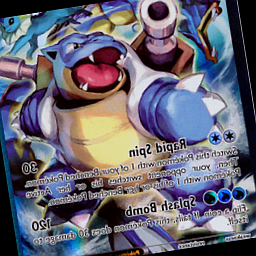 Rapid Spin 30
Switch this Pokémon with 1 of your Benched Pokémon.
Then, your opponent switches his or her Active
Pokémon with 1 of his or her Benched Pokémon.
Splash Bomb 120
Flip a coin. If tails, this Pokémon does 30 damage to
itself.